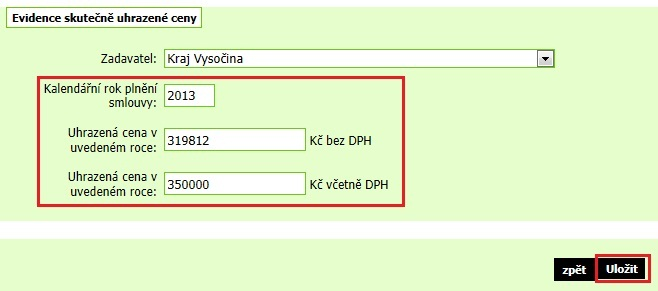 Evidence skutečně uhrazené ceny
Zadavatel: Kraj Vysočina
Kalendářní rok plnění
smlouvy: 2013
Uhrazená cena v
uvedeném roce: 319812 Kč bez DPH
Uhrazená cena v
uvedeném roce: 350000 Kč včetně DPH
zpět Uložit